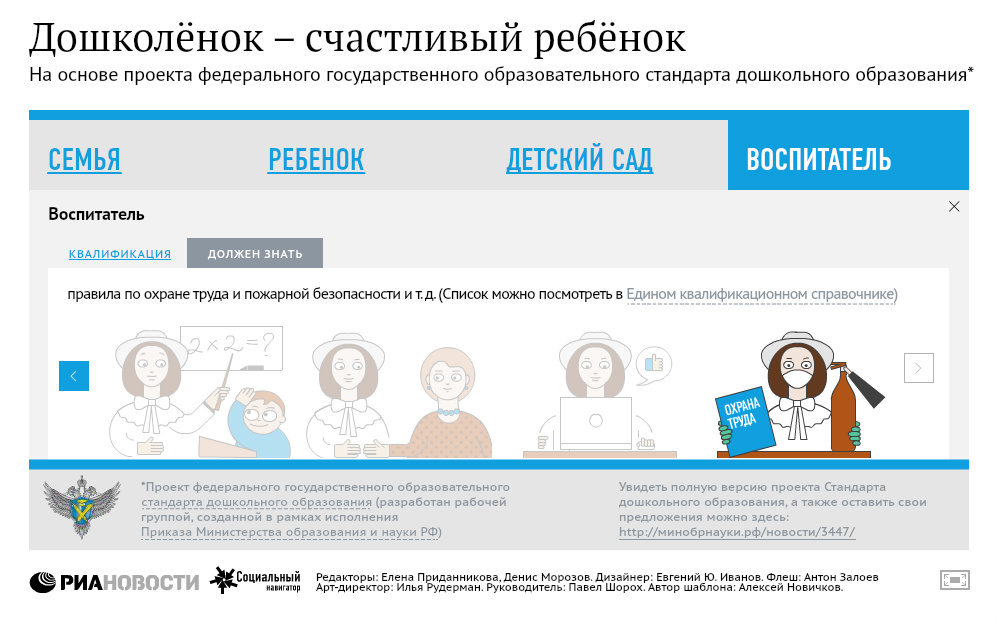 Дошколёнок – счастливый ребёнок
На основе проекта федерального государственного образовательного стандарта дошкольного образования*
СЕМЬЯ
РЕБЕНОК
ДЕТСКИЙ САД
ВОСПИТАТЕЛЬ
Воспитатель
КВАЛИФИКАЦИЯ
ДОЛЖЕН ЗНАТЬ
правила по охране труда и пожарной безопасности и т. д. (Список можно посмотреть в Едином квалификационном справочнике)
2×2=?
ОХРАНА
ТРУДА
*Проект федерального государственного образовательного
стандарта дошкольного образования (разработан рабочей
группой, созданной в рамках исполнения
Приказа Министерства образования и науки РФ)
Увидеть полную версию проекта Стандарта
дошкольного образования, а также оставить свои
предложения можно здесь:
http://минобрнауки.рф/новости/3447/
РИАНОВОСТИ
Социальный
навигатор
Редакторы: Елена Приданникова, Денис Морозов. Дизайнер: Евгений Ю. Иванов. Флеш: Антон Залоев
Арт-директор: Илья Рудерман. Руководитель: Павел Шорох. Автор шаблона: Алексей Новичков.